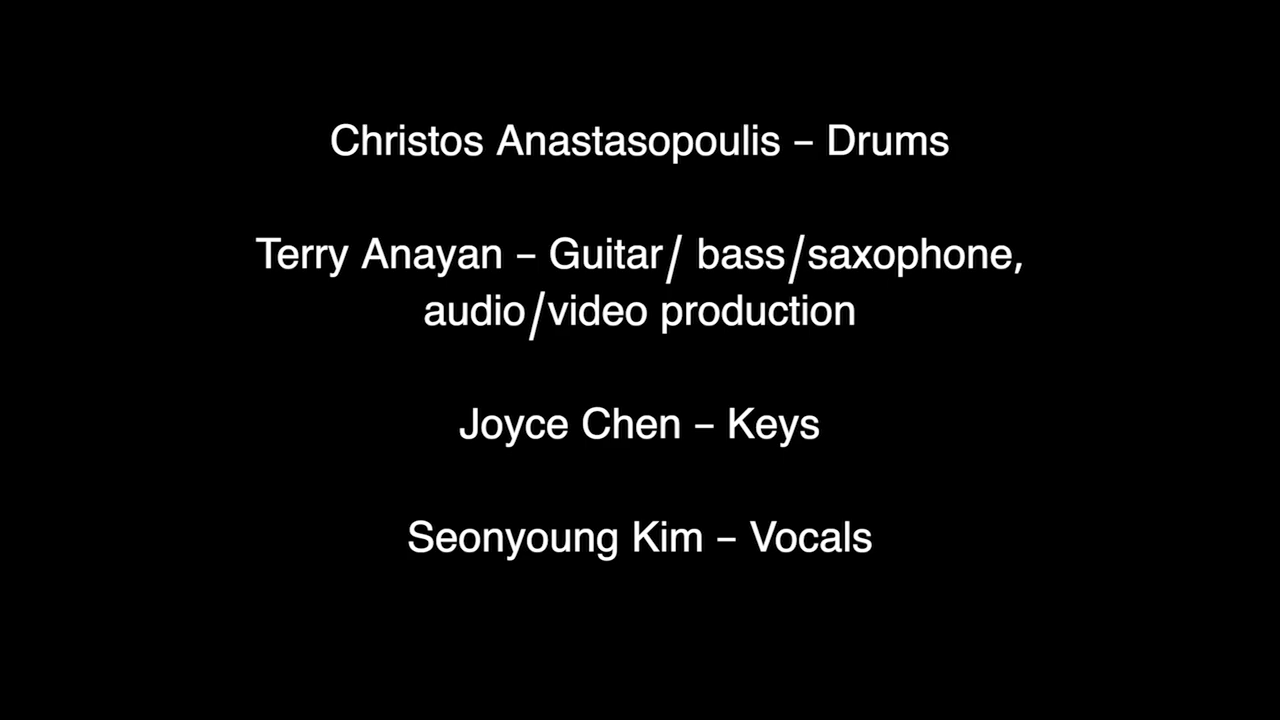 Christos Anastasopoulis – Drums
Terry Anayan – Guitar/ bass/saxophone,
audio/video production
Joyce Chen – Keys
Seonyoung Kim – Vocals